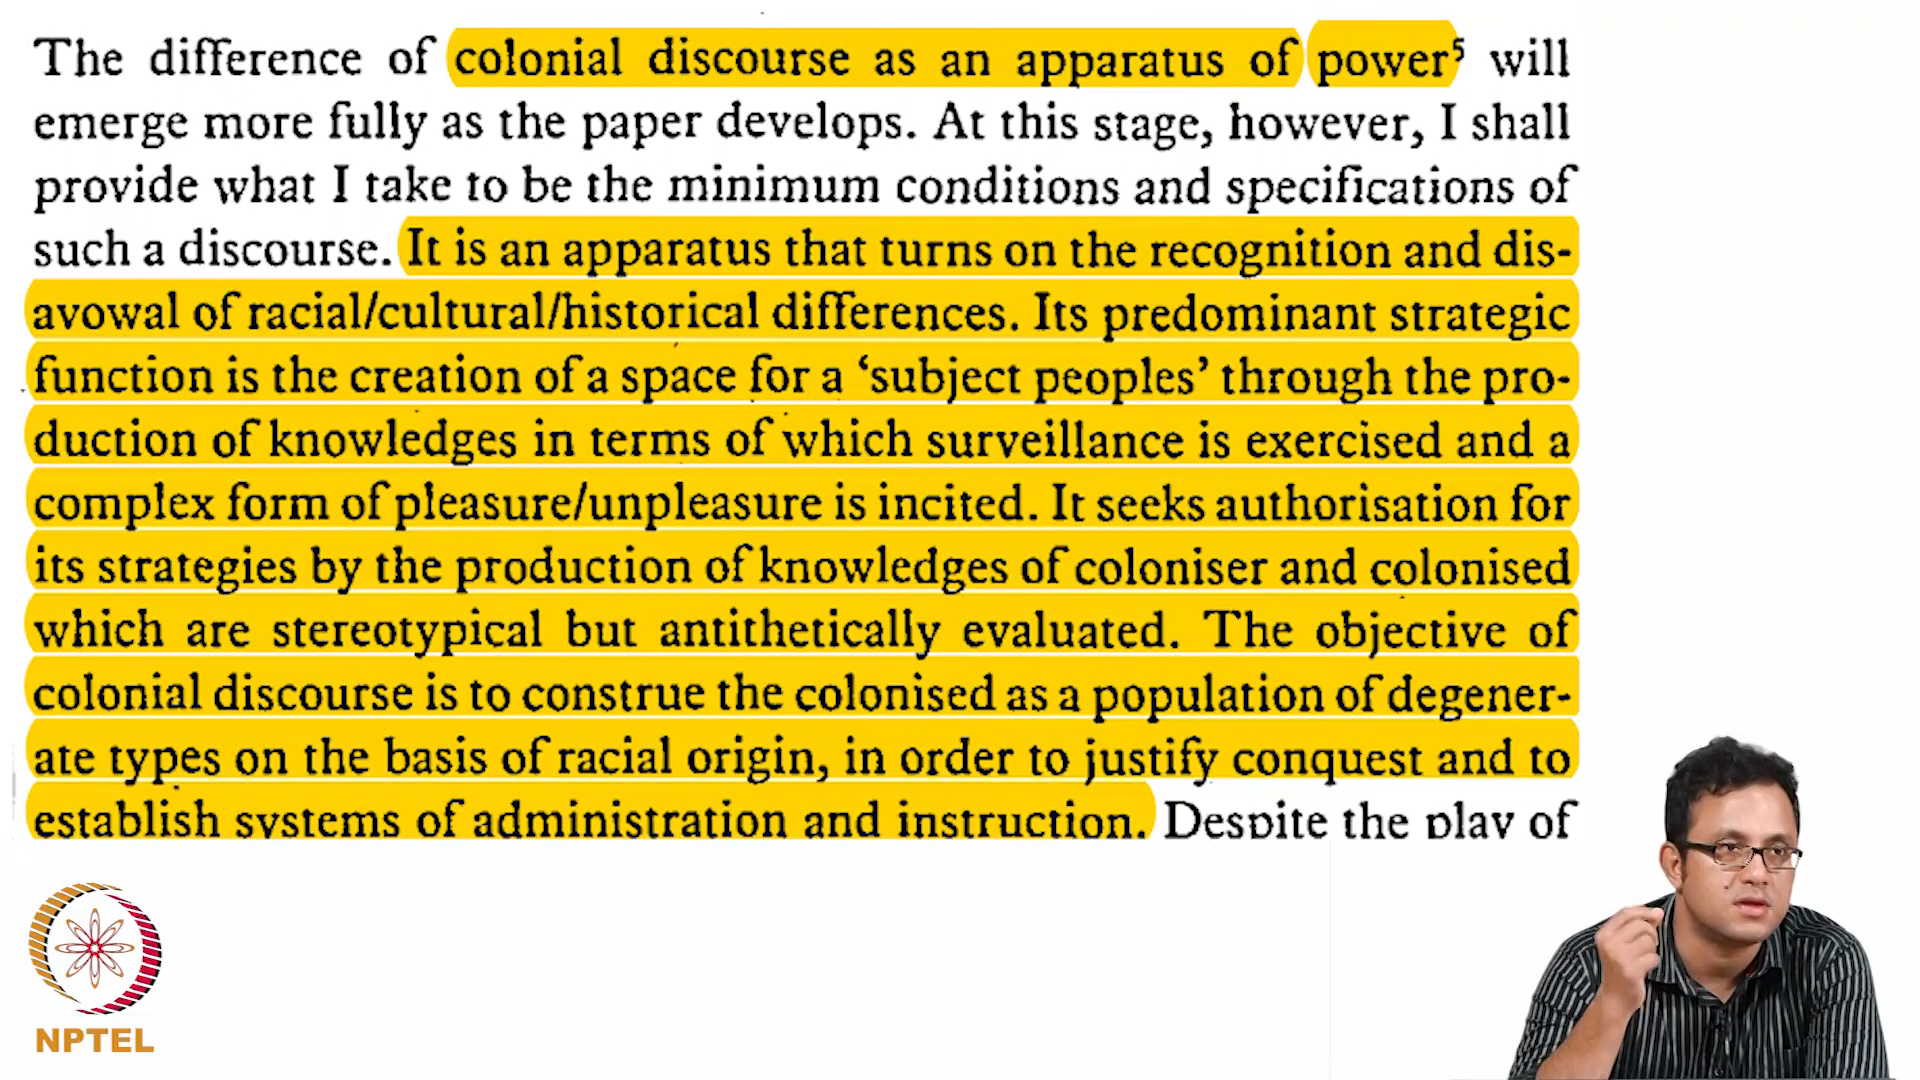 The difference of colonial discourse as an apparatus of power⁵ will
emerge more fully as the paper develops. At this stage, however, I shall
provide what I take to be the minimum conditions and specifications of
such a discourse. It is an apparatus that turns on the recognition and dis-
avowal of racial/cultural/historical differences. Its predominant strategic
function is the creation of a space for a ‘subject peoples’ through the pro-
duction of knowledges in terms of which surveillance is exercised and a
complex form of pleasure/unpleasure is incited. It seeks authorisation for
its strategies by the production of knowledges of coloniser and colonised
which are stereotypical but antithetically evaluated. The objective of
colonial discourse is to construe the colonised as a population of degener-
ate types on the basis of racial origin, in order to justify conquest and to
establish systems of administration and instruction. Despite the play of
NPTEL